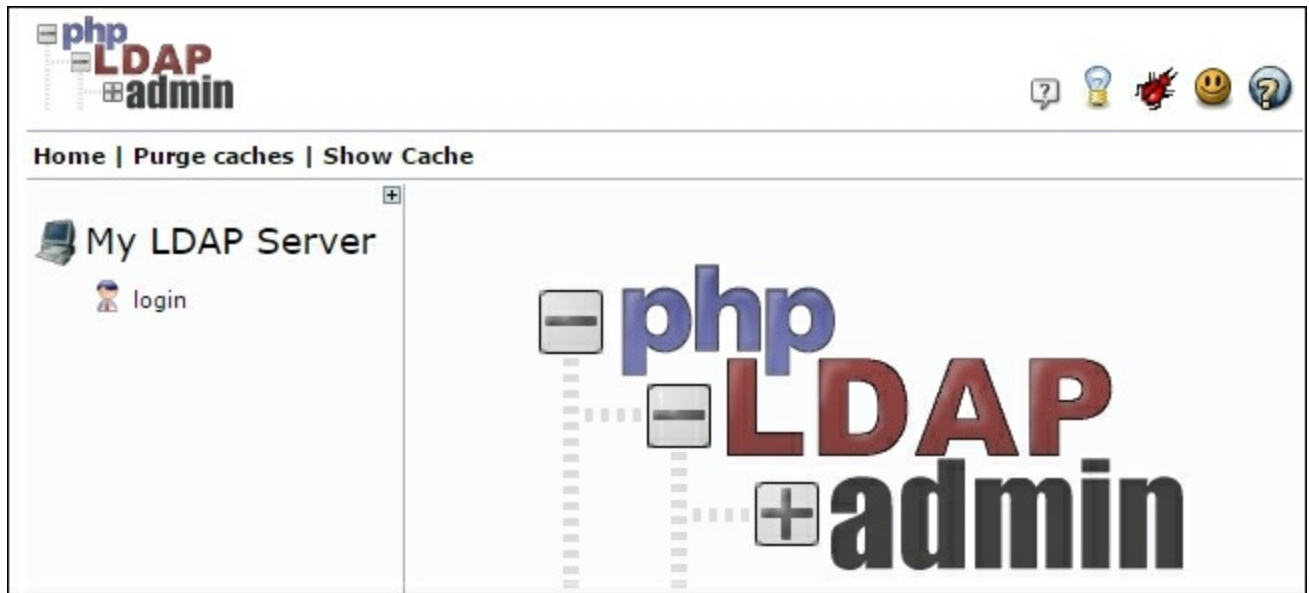 php
LDAP
admin
Home | Purge caches | Show Cache
My LDAP Server
login
php
LDAP
admin